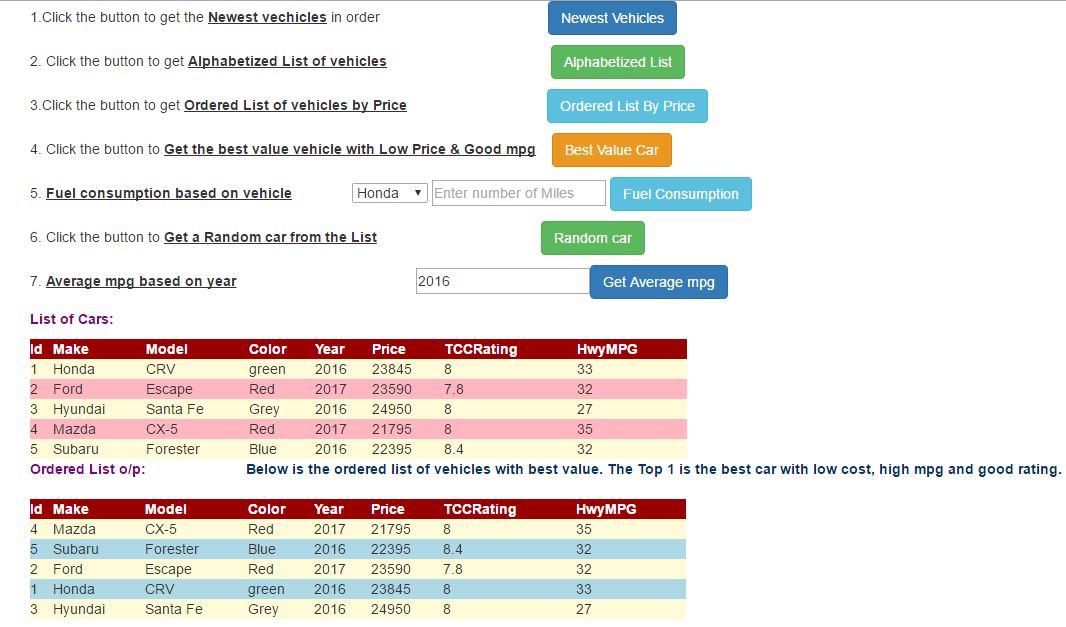 1.Click the button to get the Newest vechicles in order Newest Vehicles
2. Click the button to get Alphabetized List of vehicles Alphabetized List
3.Click the button to get Ordered List of vehicles by Price Ordered List By Price
4. Click the button to Get the best value vehicle with Low Price & Good mpg Best Value Car
5. Fuel consumption based on vehicle Honda Enter number of Miles Fuel Consumption
6. Click the button to Get a Random car from the List Random car
7. Average mpg based on year 2016 Get Average mpg
List of Cars:
Id Make Model Color Year Price TCCRating HwyMPG
1 Honda CRV green 2016 23845 8 33
2 Ford Escape Red 2017 23590 7.8 32
3 Hyundai Santa Fe Grey 2016 24950 8 27
4 Mazda CX-5 Red 2017 21795 8 35
5 Subaru Forester Blue 2016 22395 8.4 32
Ordered List o/p: Below is the ordered list of vehicles with best value. The Top 1 is the best car with low cost, high mpg and good rating.
Id Make Model Color Year Price TCCRating HwyMPG
4 Mazda CX-5 Red 2017 21795 8 35
5 Subaru Forester Blue 2016 22395 8.4 32
2 Ford Escape Red 2017 23590 7.8 32
1 Honda CRV green 2016 23845 8 33
3 Hyundai Santa Fe Grey 2016 24950 8 27